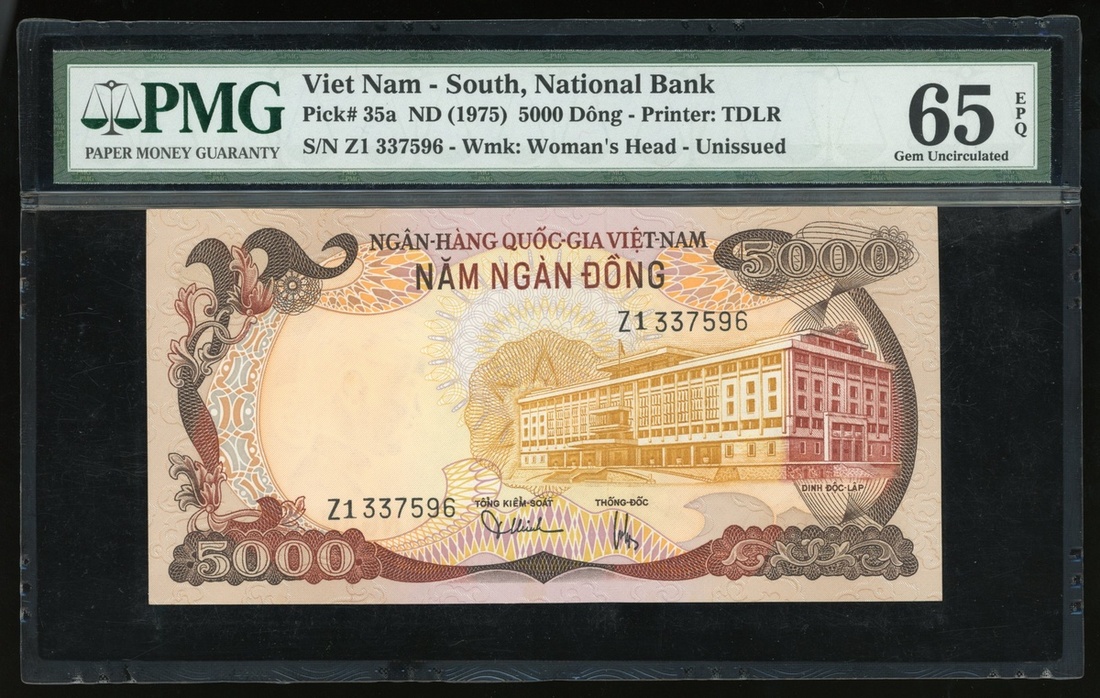 PMG
PAPER MONEY GUARANTY
Viet Nam - South, National Bank
Pick# 35a ND (1975) 5000 Dông - Printer: TDLR
S/N Z1 337596 - Wmk: Woman's Head - Unissued
65
EPQ
Gem Uncirculated
NGÂN-HÀNG QUỐC-GIA VIỆT-NAM
NĂM NGÀN ĐỒNG
5000
Z1 337596
DINH ĐỘC-LẬP
Z1 337596
TỔNG KIỂM-SOÁT
THỐNG-ĐỐC
5000